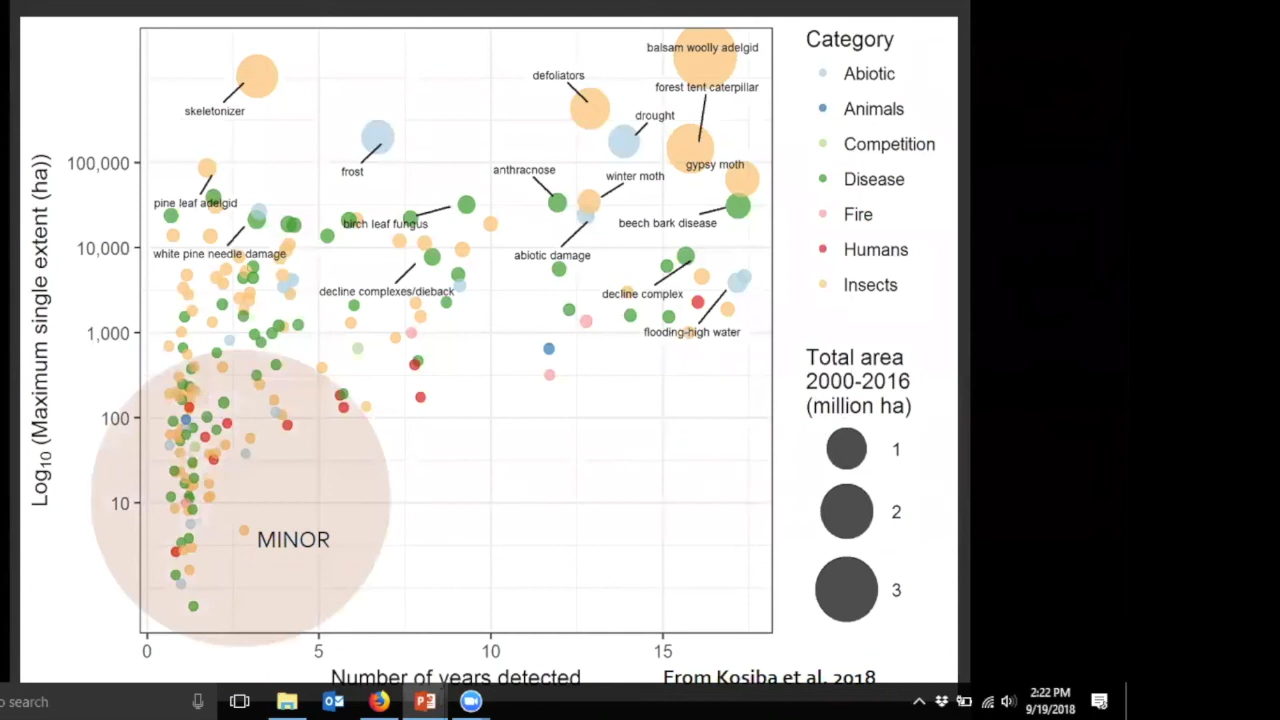 balsam woolly adelgid
defoliators
forest tent caterpillar
skeletonizer
drought
frost
anthracnose
gypsy moth
winter moth
pine leaf adelgid
birch leaf fungus
beech bark disease
white pine needle damage
abiotic damage
decline complexes/dieback
decline complex
flooding-high water
MINOR
Log10 (Maximum single extent (ha))
100,000
10,000
1,000
100
10
0
5
10
15
Number of years detected
From Kosiba et al. 2018
Category
Abiotic
Animals
Competition
Disease
Fire
Humans
Insects
Total area
2000-2016
(million ha)
1
2
3
o search
2:22 PM
9/19/2018